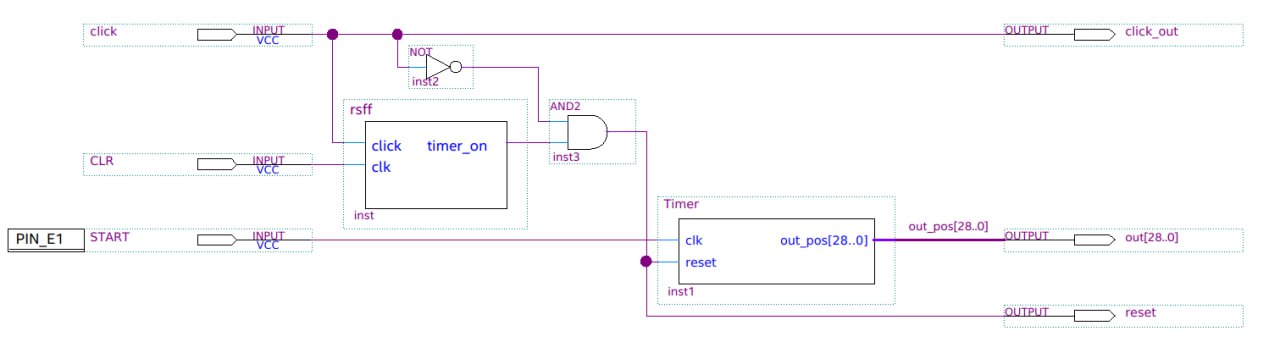 click
INPUT
VCC
OUTPUT
click_out
NOT
inst2
rsff
click
timer_on
clk
inst
AND2
inst3
CLR
INPUT
VCC
Timer
PIN_E1
START
INPUT
VCC
clk
out_pos[28..0]
reset
inst1
out_pos[28..0]
OUTPUT
out[28..0]
OUTPUT
reset